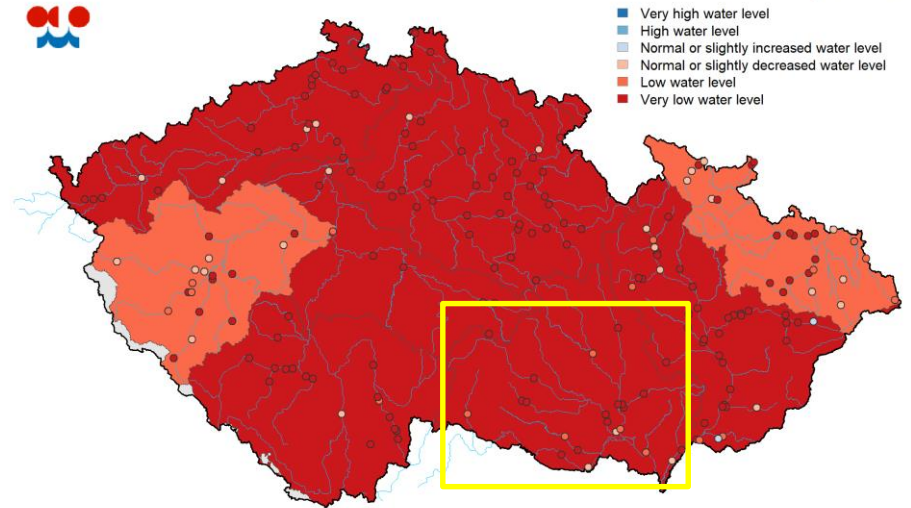 Very high water level
High water level
Normal or slightly increased water level
Normal or slightly decreased water level
Low water level
Very low water level